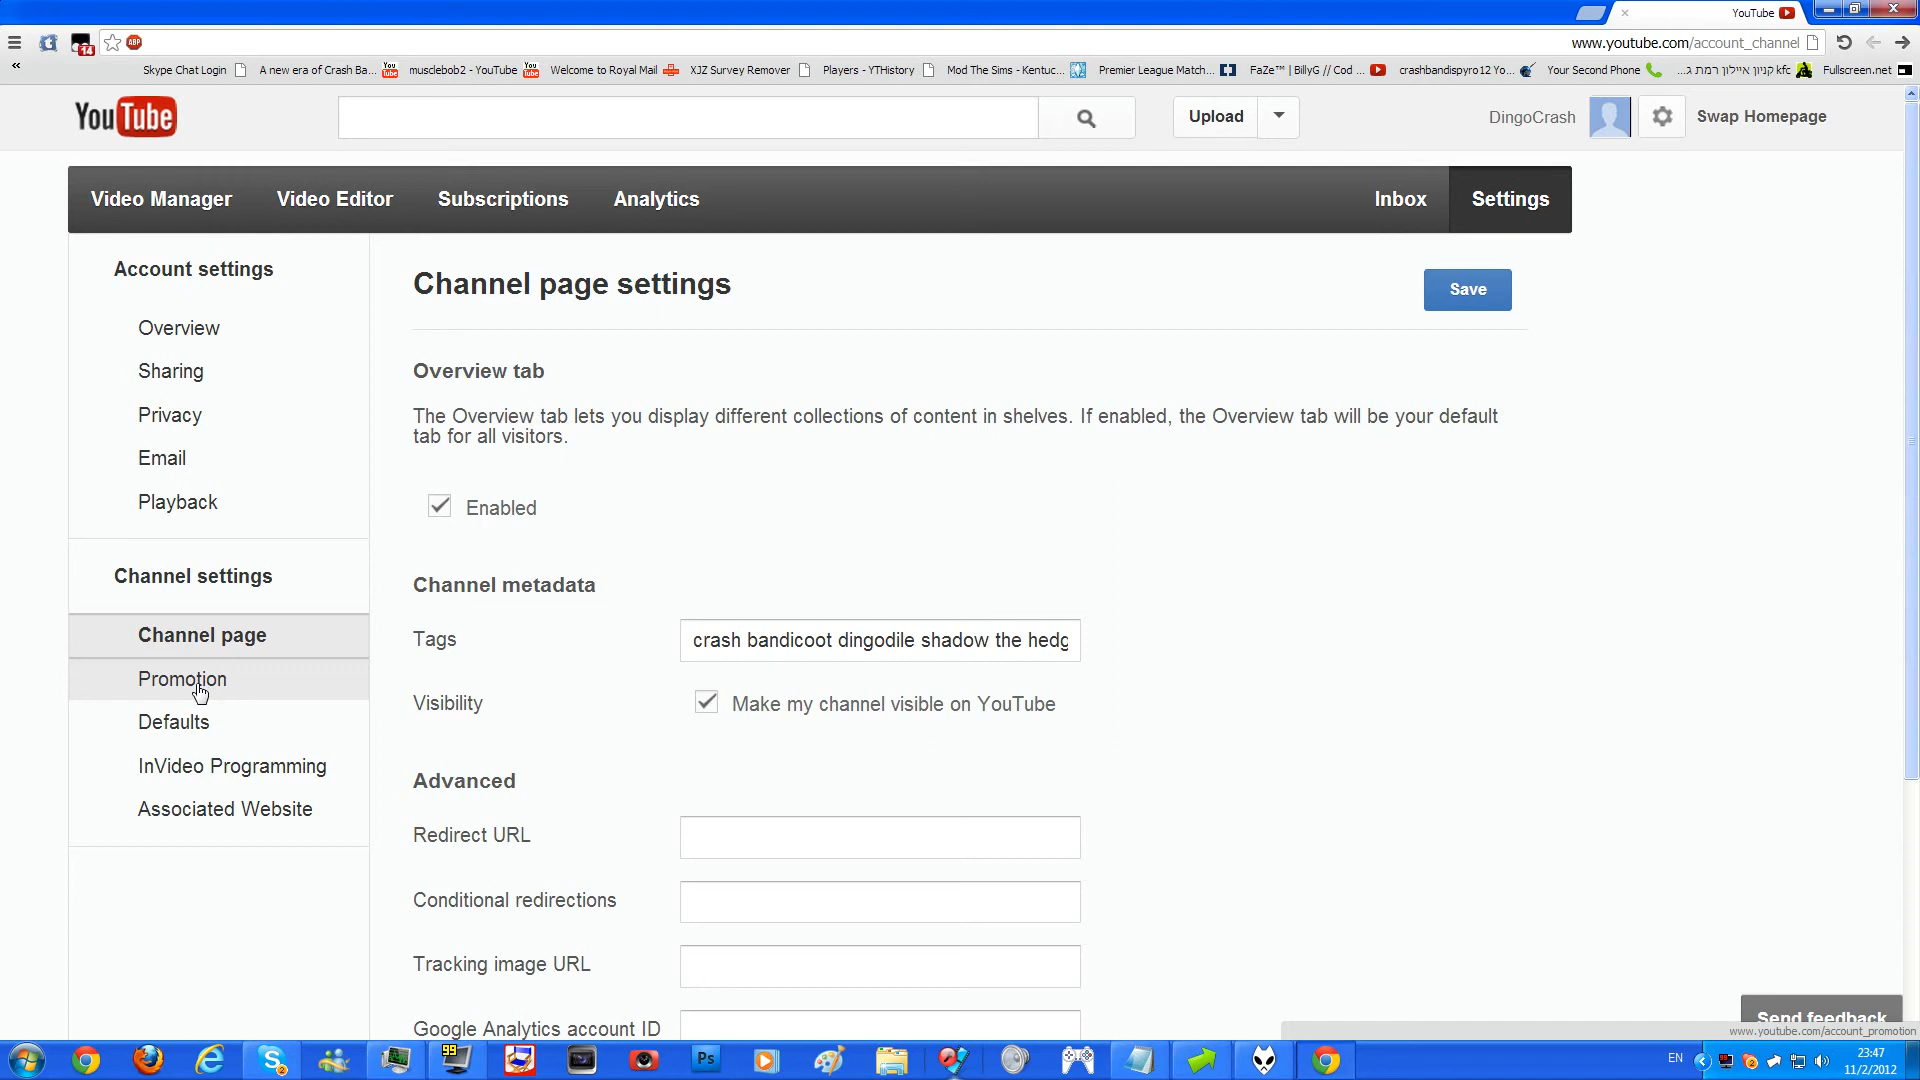 YouTube
www.youtube.com/account_channel
Skype Chat Login
A new era of Crash Ba...
musclebob2 - YouTube
Welcome to Royal Mail
XJZ Survey Remover
Players - YTHistory
Mod The Sims - Kentuc...
Premier League Match...
FaZe™ | BillyG // Cod ...
crashbandispyro12 Yo...
Your Second Phone
קניון איילון רמת ג... kfc
Fullscreen.net
YouTube
Upload
DingoCrash
Swap Homepage
Video Manager
Video Editor
Subscriptions
Analytics
Inbox
Settings
Account settings
Overview
Sharing
Privacy
Email
Playback
Channel settings
Channel page
Promotion
Defaults
InVideo Programming
Associated Website
Channel page settings
Save
Overview tab
The Overview tab lets you display different collections of content in shelves. If enabled, the Overview tab will be your default
tab for all visitors.
Enabled
Channel metadata
Tags
crash bandicoot dingodile shadow the hedg
Visibility
Make my channel visible on YouTube
Advanced
Redirect URL
Conditional redirections
Tracking image URL
Google Analytics account ID
Send feedback
www.youtube.com/account_promotion
EN
23:47
11/2/2012